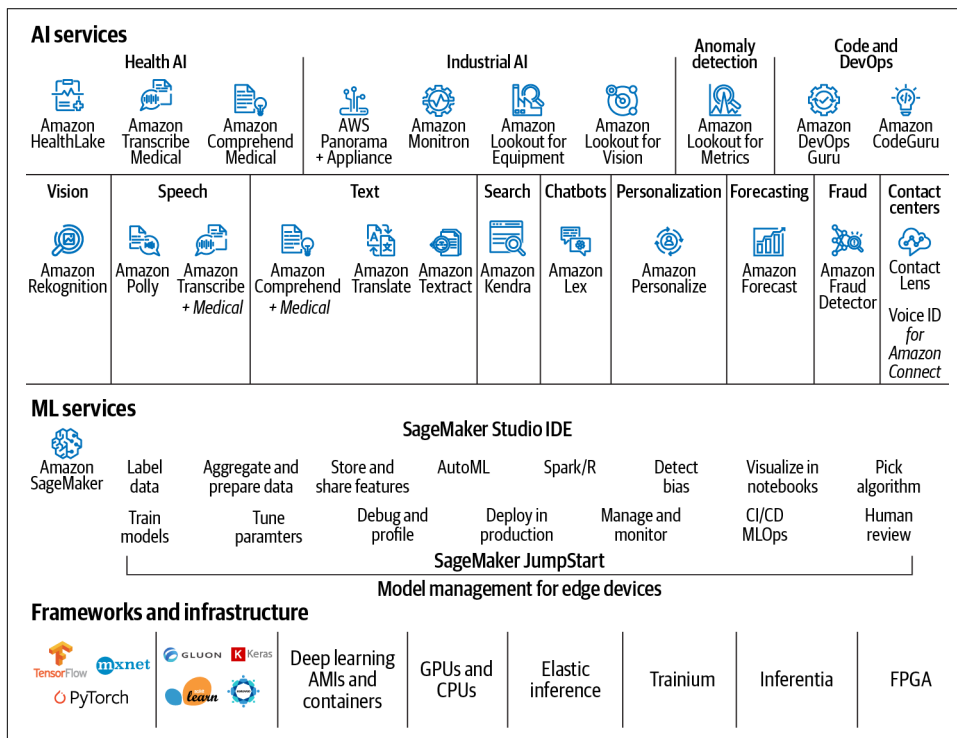 AI services
Health AI
Industrial AI
Anomaly
detection
Code and
DevOps
Amazon
HealthLake
Amazon
Transcribe
Medical
Amazon
Comprehend
Medical
AWS
Panorama
+ Appliance
Amazon
Monitron
Amazon
Lookout for
Equipment
Amazon
Lookout for
Vision
Amazon
Lookout for
Metrics
Amazon
DevOps
Guru
Amazon
CodeGuru
Vision
Speech
Text
Search
Chatbots
Personalization
Forecasting
Fraud
Contact
centers
Amazon
Rekognition
Amazon
Polly
Amazon
Transcribe
+ Medical
Amazon
Comprehend
+ Medical
Amazon
Translate
Amazon
Textract
Amazon
Kendra
Amazon
Lex
Amazon
Personalize
Amazon
Forecast
Amazon
Fraud
Detector
Contact
Lens
Voice ID
for
Amazon
Connect
ML services
SageMaker Studio IDE
Amazon
SageMaker
Label
data
Aggregate and
prepare data
Store and
share features
AutoML
Spark/R
Detect
bias
Visualize in
notebooks
Pick
algorithm
Train
models
Tune
paramters
Debug and
profile
Deploy in
production
Manage and
monitor
CI/CD
MLOps
Human
review
SageMaker JumpStart
Model management for edge devices
Frameworks and infrastructure
TensorFlow
mxnet
PyTorch
GLUON
K Keras
learn
Deep learning
AMIs and
containers
GPUs and
CPUs
Elastic
inference
Trainium
Inferentia
FPGA